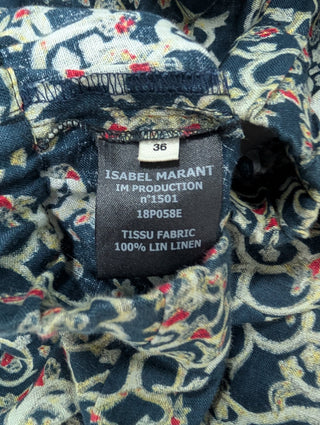 36
ISABEL MARANT
IM PRODUCTION
n°1501
18P058E
TISSU FABRIC
100% LIN LINEN